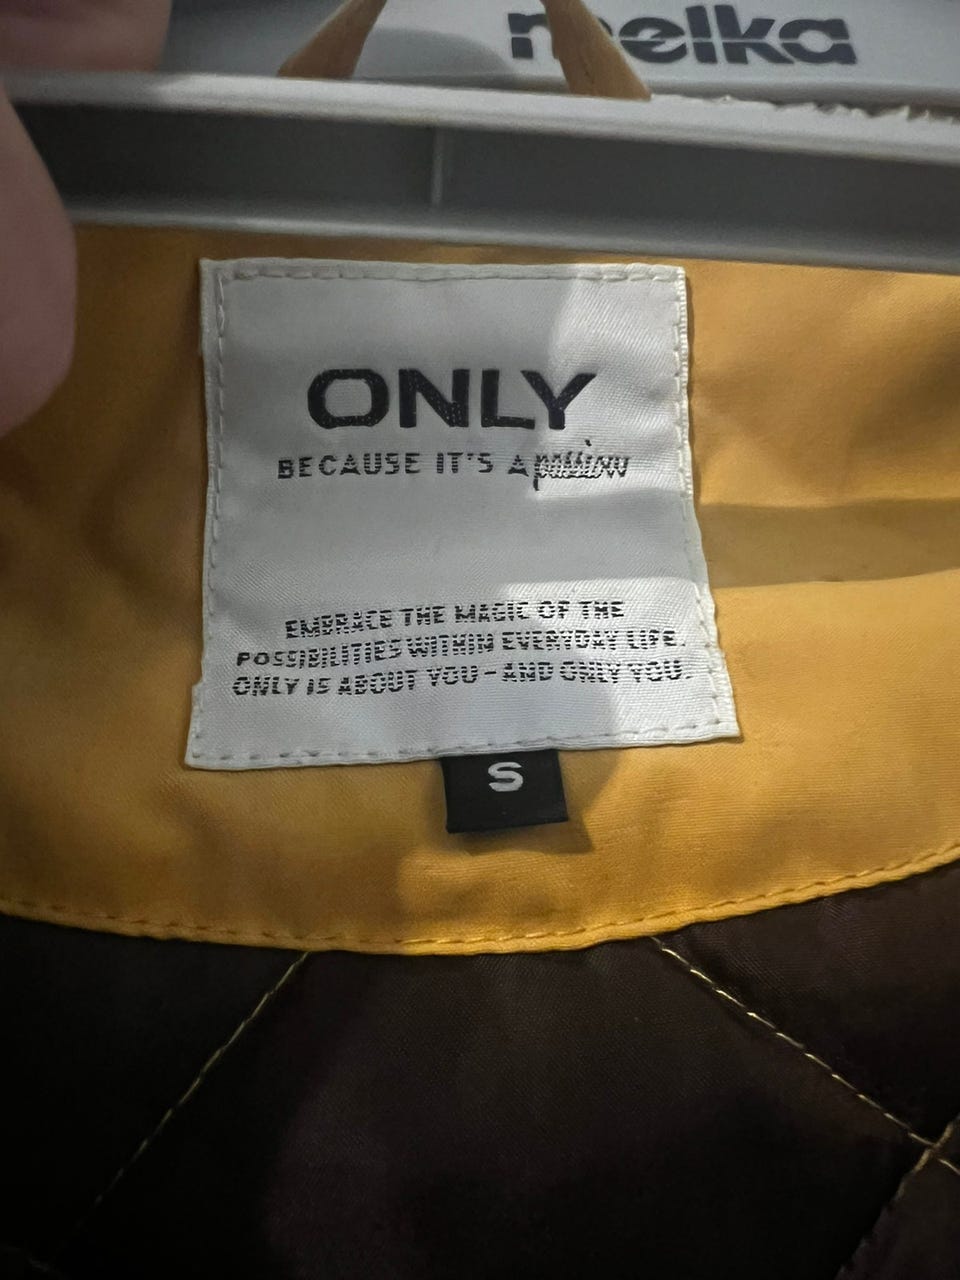 melka
ONLY
BECAUSE IT'S A passion
EMBRACE THE MAGIC OF THE
POSSIBILITIES WITHIN EVERYDAY LIFE.
ONLY IS ABOUT YOU - AND ONLY YOU.
S